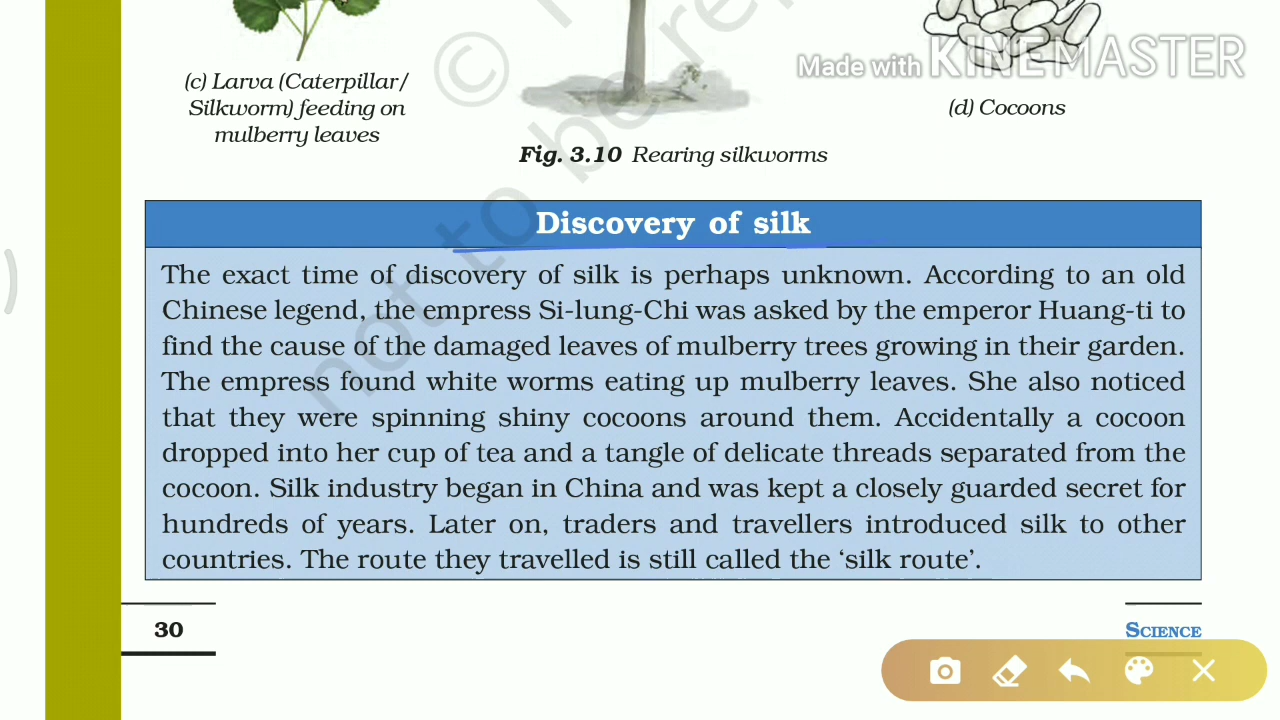 Made with KINEMASTER
(c) Larva (Caterpillar/
Silkworm) feeding on
mulberry leaves
(d) Cocoons
Fig. 3.10 Rearing silkworms
Discovery of silk
The exact time of discovery of silk is perhaps unknown. According to an old
Chinese legend, the empress Si-lung-Chi was asked by the emperor Huang-ti to
find the cause of the damaged leaves of mulberry trees growing in their garden.
The empress found white worms eating up mulberry leaves. She also noticed
that they were spinning shiny cocoons around them. Accidentally a cocoon
dropped into her cup of tea and a tangle of delicate threads separated from the
cocoon. Silk industry began in China and was kept a closely guarded secret for
hundreds of years. Later on, traders and travellers introduced silk to other
countries. The route they travelled is still called the ‘silk route’.
30
SCIENCE
not to be rep
©